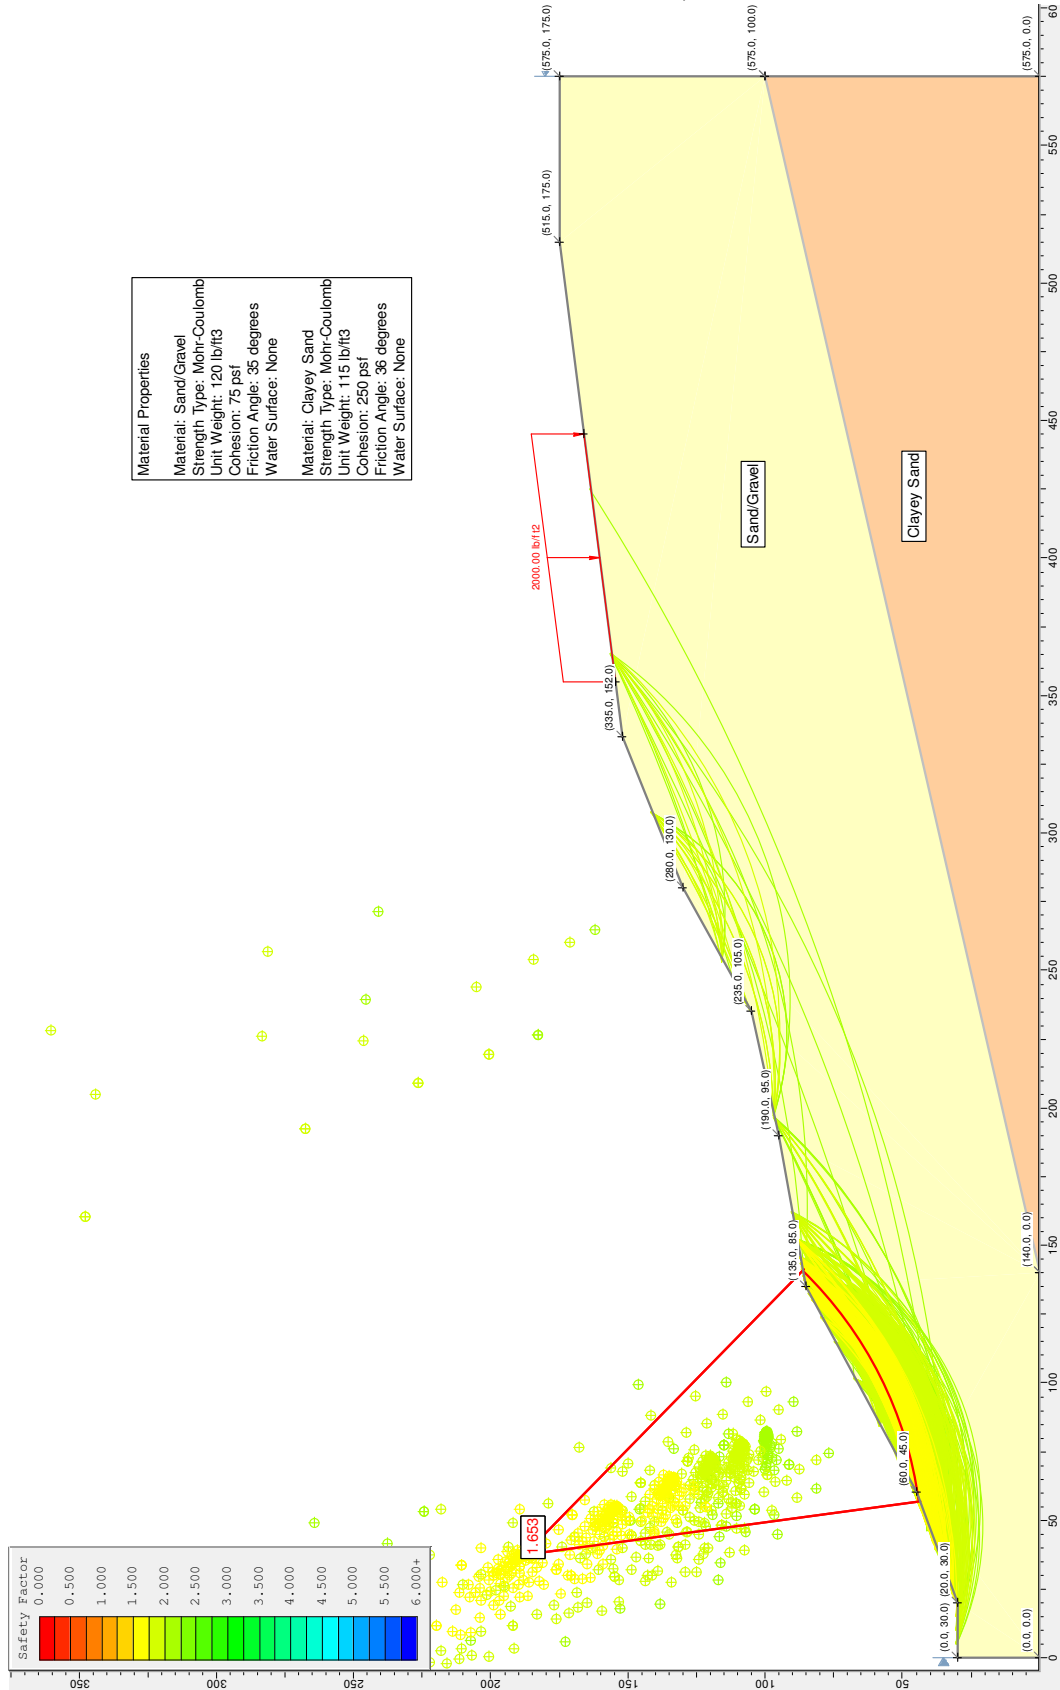 Safety Factor
0.000
0.500
1.000
1.500
2.000
2.500
3.000
3.500
4.000
4.500
5.000
5.500
6.000+
Material Properties
Material: Sand/Gravel
Strength Type: Mohr-Coulomb
Unit Weight: 120 lb/ft3
Cohesion: 75 psf
Friction Angle: 35 degrees
Water Surface: None
Material: Clayey Sand
Strength Type: Mohr-Coulomb
Unit Weight: 115 lb/ft3
Cohesion: 250 psf
Friction Angle: 36 degrees
Water Surface: None
1.653
2000.00 lb/ft2
(0.0, 30.0)
(20.0, 30.0)
(60.0, 45.0)
(135.0, 85.0)
(190.0, 95.0)
(235.0, 105.0)
(280.0, 130.0)
(335.0, 152.0)
(515.0, 175.0)
(575.0, 175.0)
(575.0, 100.0)
(575.0, 0.0)
(140.0, 0.0)
(0.0, 0.0)
Sand/Gravel
Clayey Sand
350
300
250
200
150
100
50
0
50
100
150
200
250
300
350
400
450
500
550
60